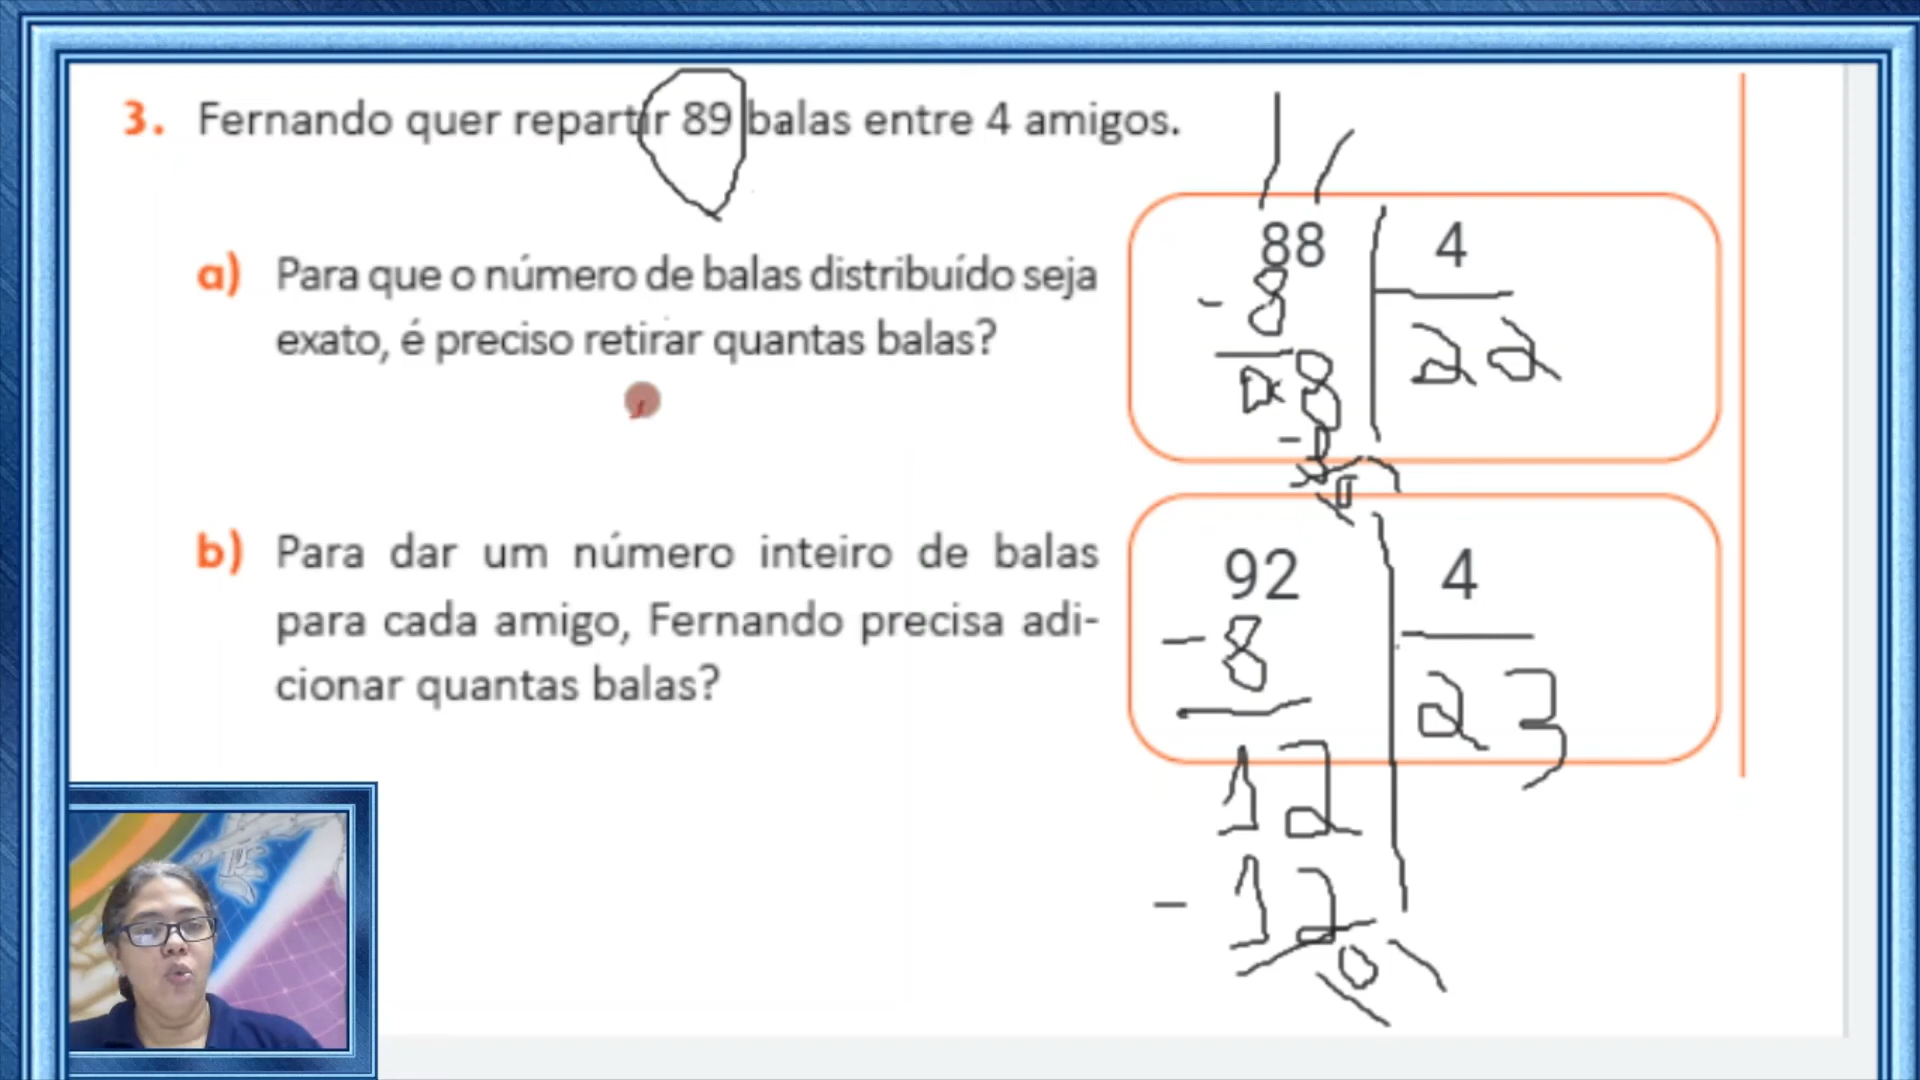 3. Fernando quer repartir 89 balas entre 4 amigos.
a) Para que o número de balas distribuído seja
exato, é preciso retirar quantas balas?
88 4
- 8
22
08
- 8
0
b) Para dar um número inteiro de balas
para cada amigo, Fernando precisa adi-
cionar quantas balas?
92 4
- 8
23
12
- 12
0